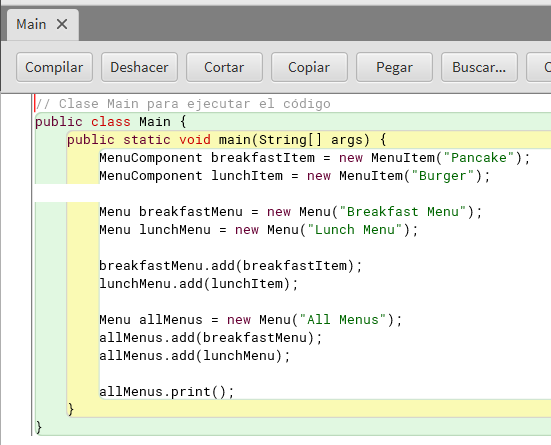 Main ✕
Compilar Deshacer Cortar Copiar Pegar Buscar...
// Clase Main para ejecutar el código
public class Main {
public static void main(String[] args) {
MenuComponent breakfastItem = new MenuItem("Pancake");
MenuComponent lunchItem = new MenuItem("Burger");
Menu breakfastMenu = new Menu("Breakfast Menu");
Menu lunchMenu = new Menu("Lunch Menu");
breakfastMenu.add(breakfastItem);
lunchMenu.add(lunchItem);
Menu allMenus = new Menu("All Menus");
allMenus.add(breakfastMenu);
allMenus.add(lunchMenu);
allMenus.print();
}
}